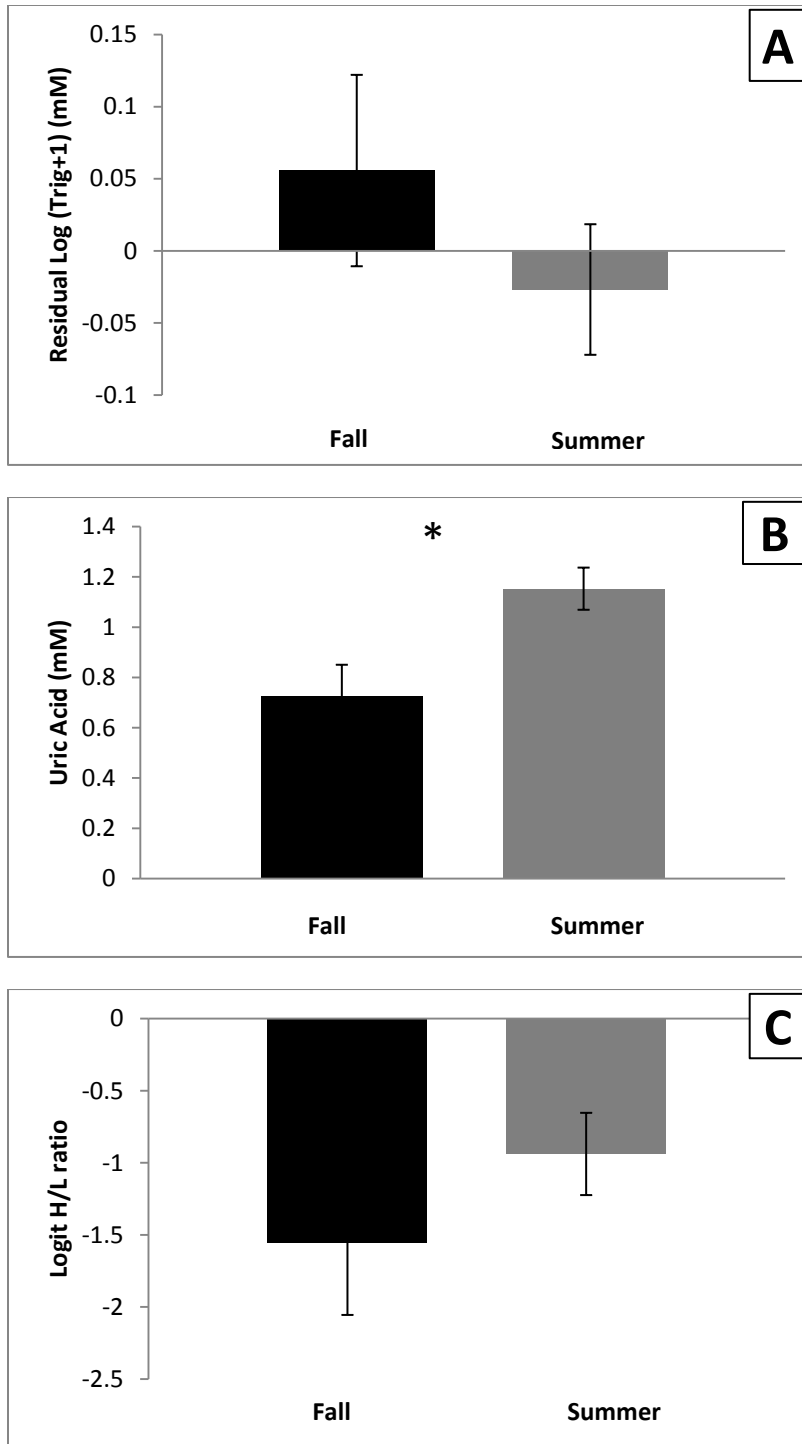 A
Residual Log (Trig+1) (mM)
0.15
0.1
0.05
0
-0.05
-0.1
Fall Summer
B
*
Uric Acid (mM)
1.4
1.2
1
0.8
0.6
0.4
0.2
0
Fall Summer
C
Logit H/L ratio
0
-0.5
-1
-1.5
-2
-2.5
Fall Summer